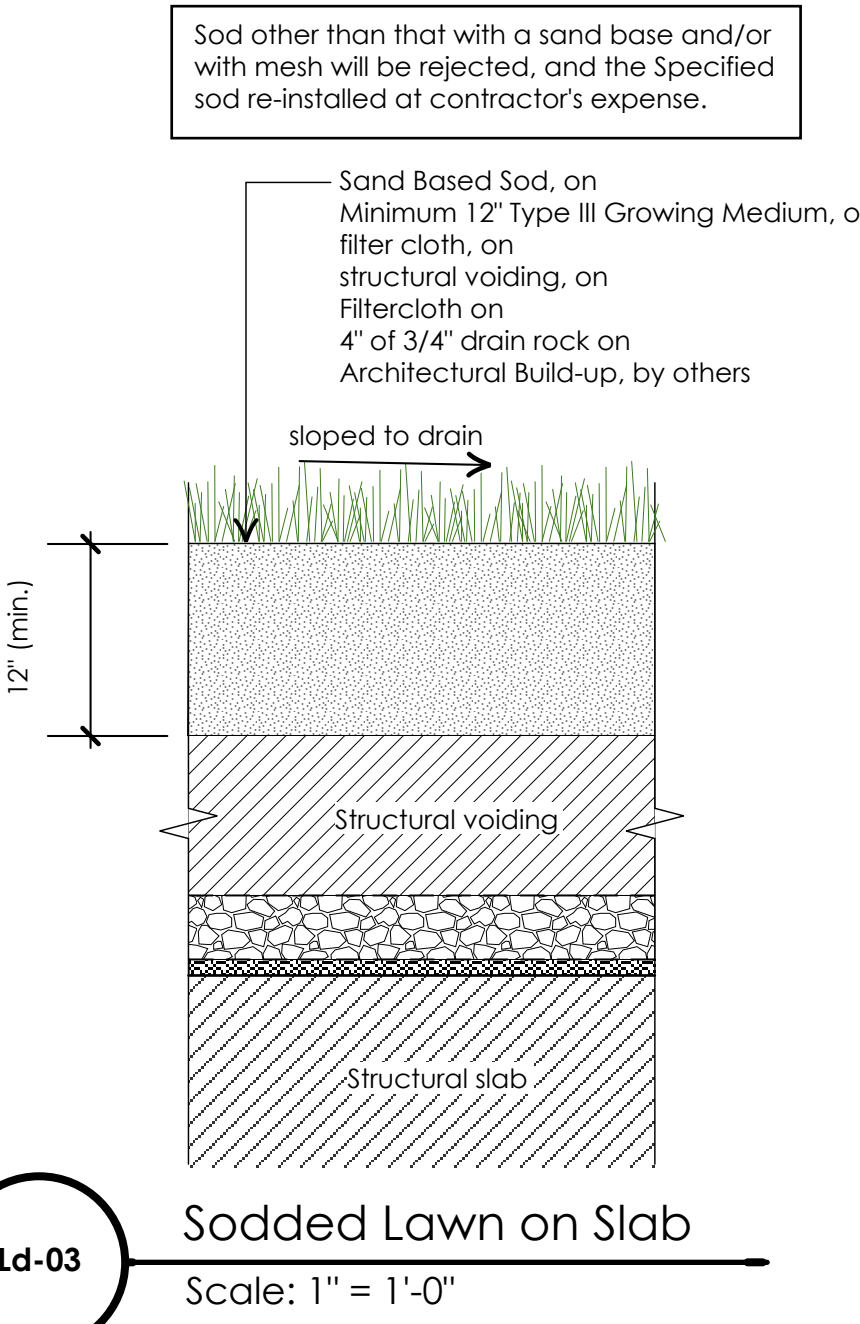 Sod other than that with a sand base and/or
with mesh will be rejected, and the Specified
sod re-installed at contractor's expense.
Sand Based Sod, on
Minimum 12" Type III Growing Medium, o
filter cloth, on
structural voiding, on
Filtercloth on
4" of 3/4" drain rock on
Architectural Build-up, by others
sloped to drain
12" (min.)
Structural voiding
Structural slab
Ld-03
Sodded Lawn on Slab
Scale: 1" = 1'-0"